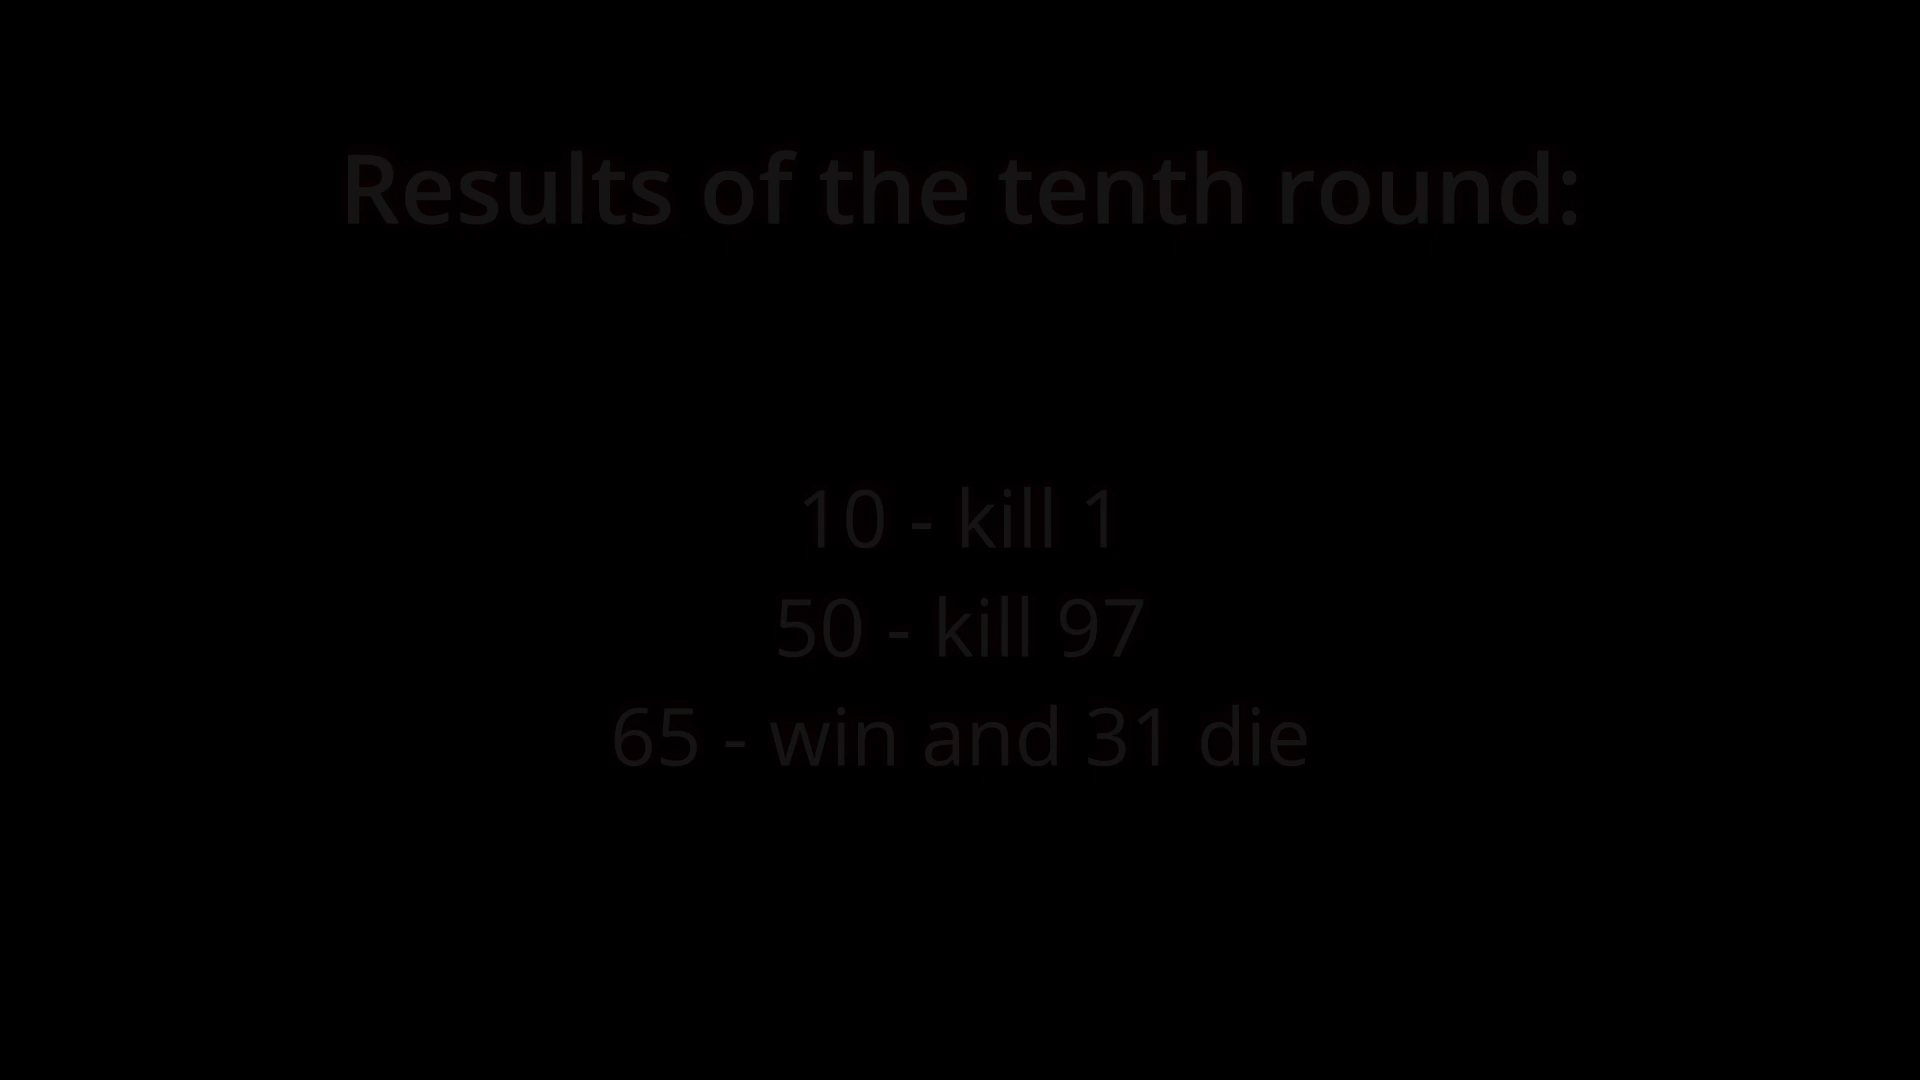 Results of the tenth round:
10 - kill 1
50 - kill 97
65 - win and 31 die